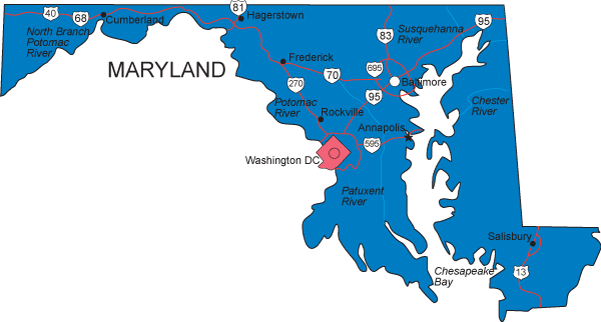 81
40
68
Cumberland
Hagerstown
95
North Branch
Potomac
River
83
Susquehanna
River
Frederick
MARYLAND
70
695
Baltimore
270
95
Potomac
River
Chester
River
Rockville
Annapolis
595
Washington DC
Patuxent
River
Salisbury
Chesapeake
Bay
13